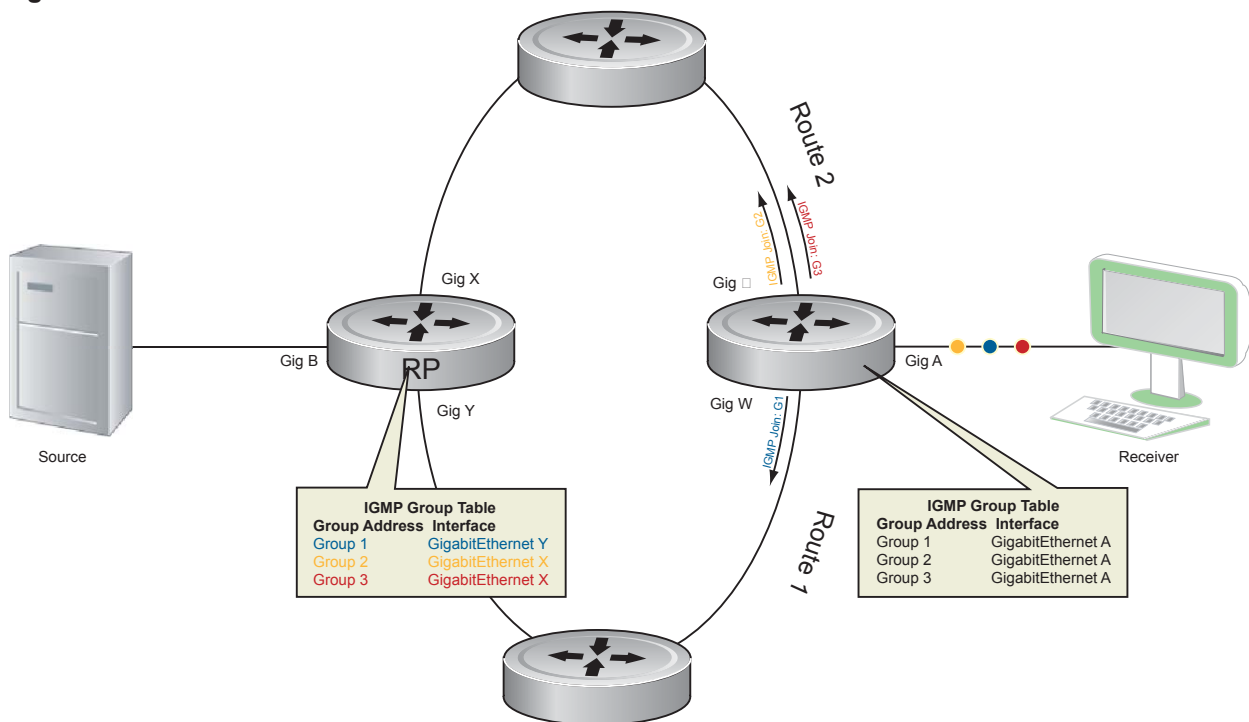 Route 2
IGMP Join: G2
IGMP Join: G3
Gig X
Gig □
Gig B
RP
Gig A
Gig Y
Gig W
IGMP Join: G1
Source
Receiver
IGMP Group Table
Group Address Interface
Group 1 GigabitEthernet Y
Group 2 GigabitEthernet X
Group 3 GigabitEthernet X
IGMP Group Table
Group Address Interface
Group 1 GigabitEthernet A
Group 2 GigabitEthernet A
Group 3 GigabitEthernet A
Route 1